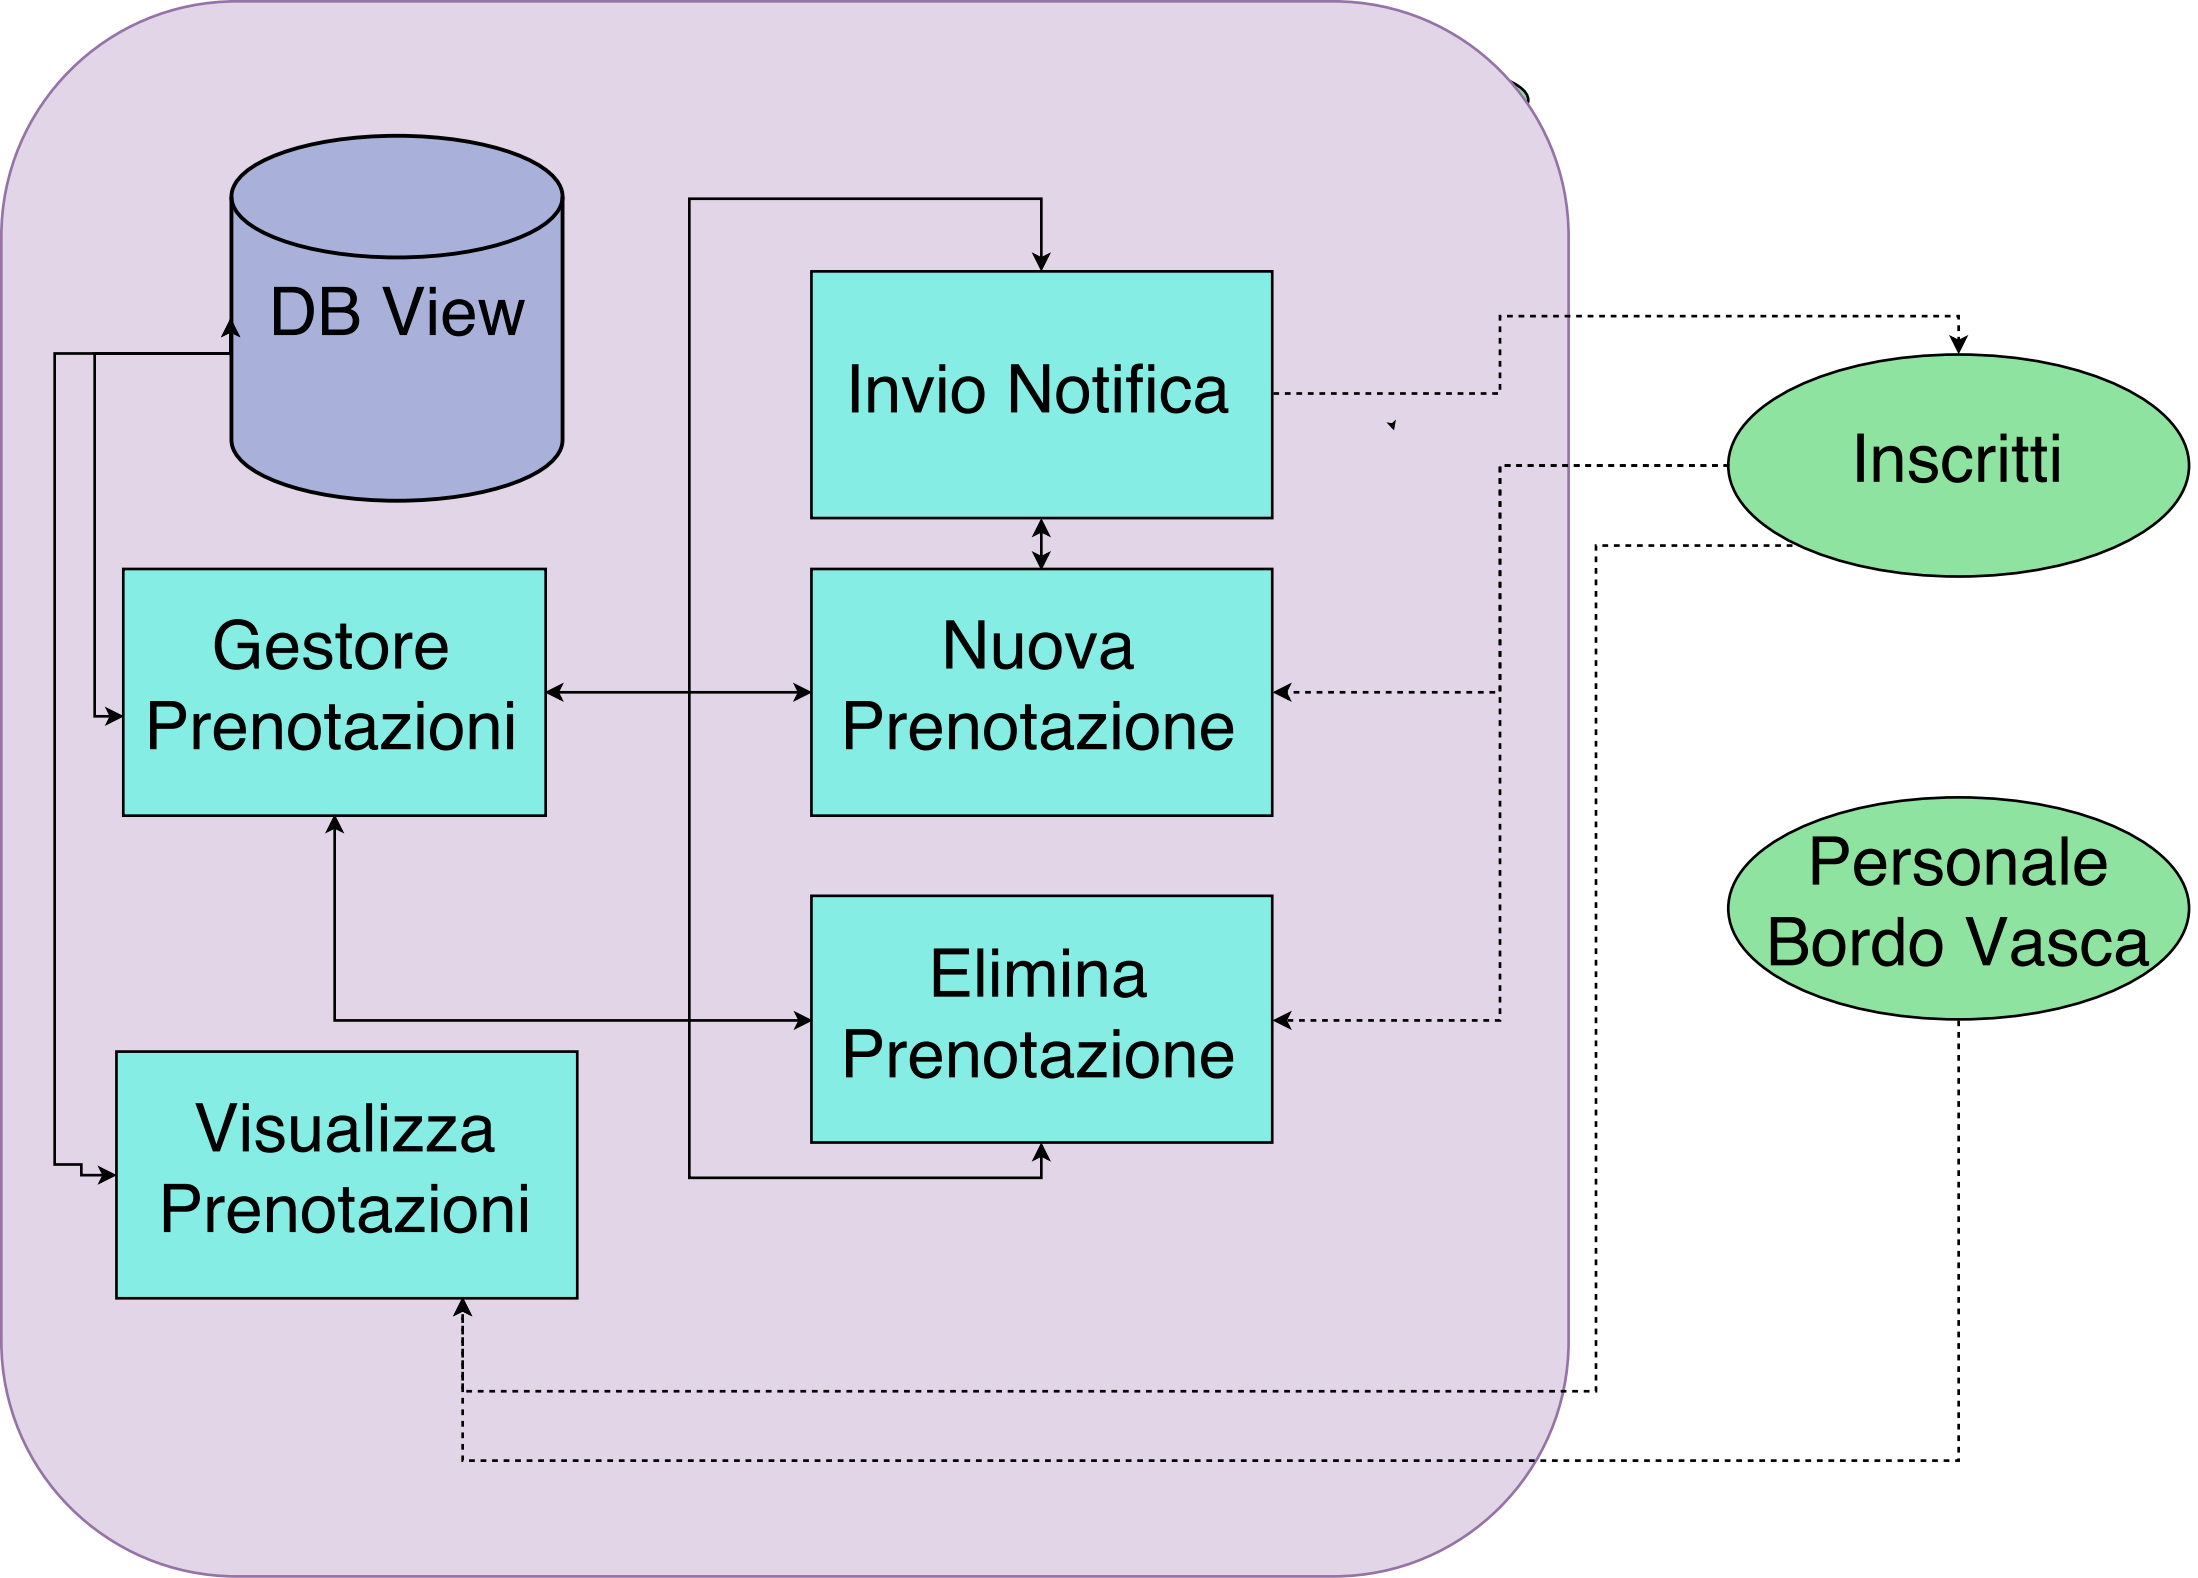 DB View
Invio Notifica
Inscritti
Gestore
Prenotazioni
Nuova
Prenotazione
Personale
Bordo Vasca
Elimina
Prenotazione
Visualizza
Prenotazioni